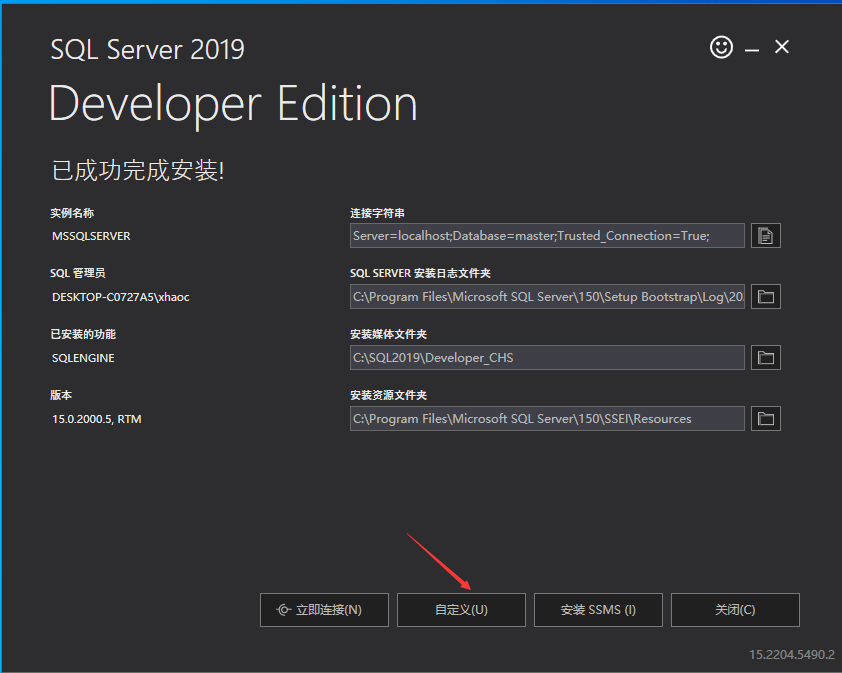 SQL Server 2019
Developer Edition
已成功完成安装!
实例名称
MSSQLSERVER
连接字符串
Server=localhost;Database=master;Trusted_Connection=True;
SQL 管理员
DESKTOP-C0727A5\xhaoc
SQL SERVER 安装日志文件夹
C:\Program Files\Microsoft SQL Server\150\Setup Bootstrap\Log\20
已安装的功能
SQLENGINE
安装媒体文件夹
C:\SQL2019\Developer_CHS
版本
15.0.2000.5, RTM
安装资源文件夹
C:\Program Files\Microsoft SQL Server\150\SSEI\Resources
立即连接(N)
自定义(U)
安装 SSMS (I)
关闭(C)
15.2204.5490.2